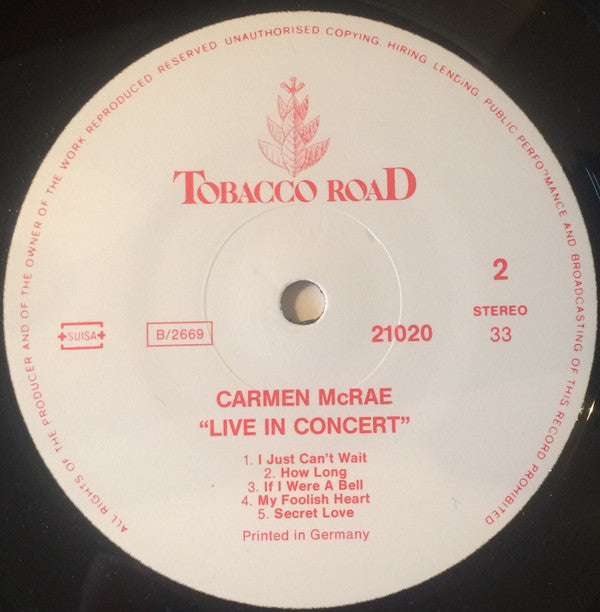 ALL RIGHTS OF THE PRODUCER AND OF THE OWNER OF THE WORK REPRODUCED RESERVED UNAUTHORISED COPYING, HIRING, LENDING, PUBLIC PERFORMANCE AND BROADCASTING OF THIS RECORD PROHIBITED
TOBACCO ROAD
2
STEREO
SUISA
B/2669
21020
33
CARMEN McRAE
“LIVE IN CONCERT”
1. I Just Can't Wait
2. How Long
3. If I Were A Bell
4. My Foolish Heart
5. Secret Love
Printed in Germany